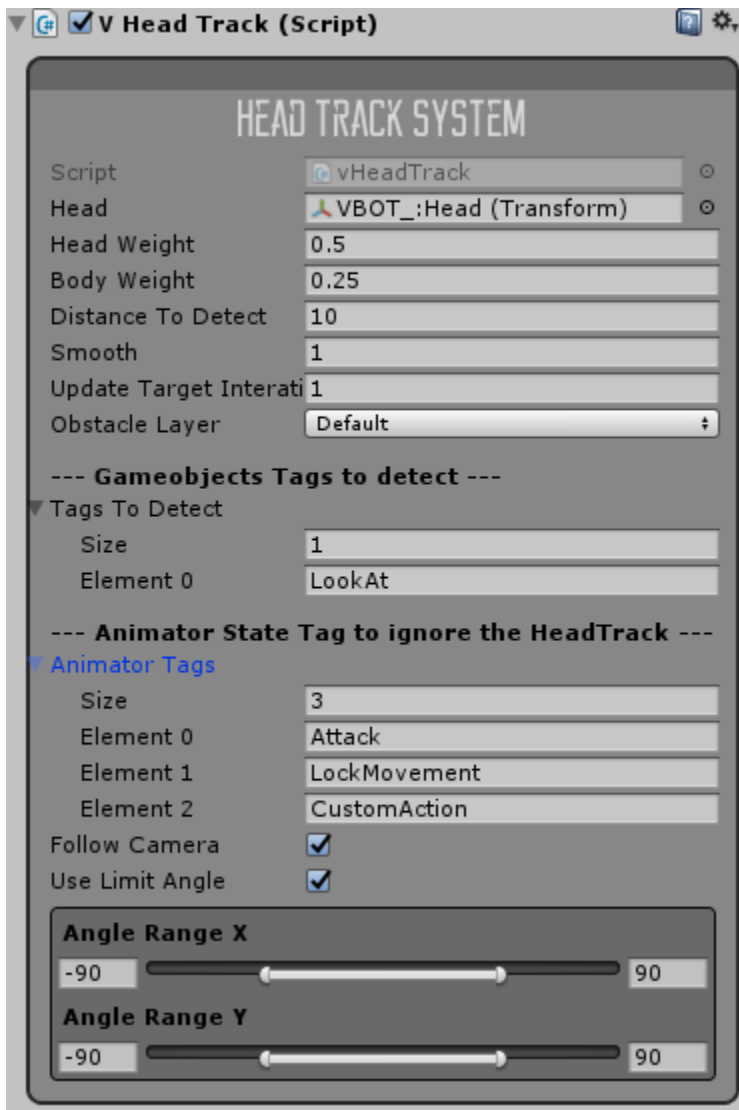 V Head Track (Script)
HEAD TRACK SYSTEM
Script vHeadTrack
Head VBOT_:Head (Transform)
Head Weight 0.5
Body Weight 0.25
Distance To Detect 10
Smooth 1
Update Target Interati 1
Obstacle Layer Default
--- Gameobjects Tags to detect ---
Tags To Detect
Size 1
Element 0 LookAt
--- Animator State Tag to ignore the HeadTrack ---
Animator Tags
Size 3
Element 0 Attack
Element 1 LockMovement
Element 2 CustomAction
Follow Camera
Use Limit Angle
Angle Range X
-90 90
Angle Range Y
-90 90